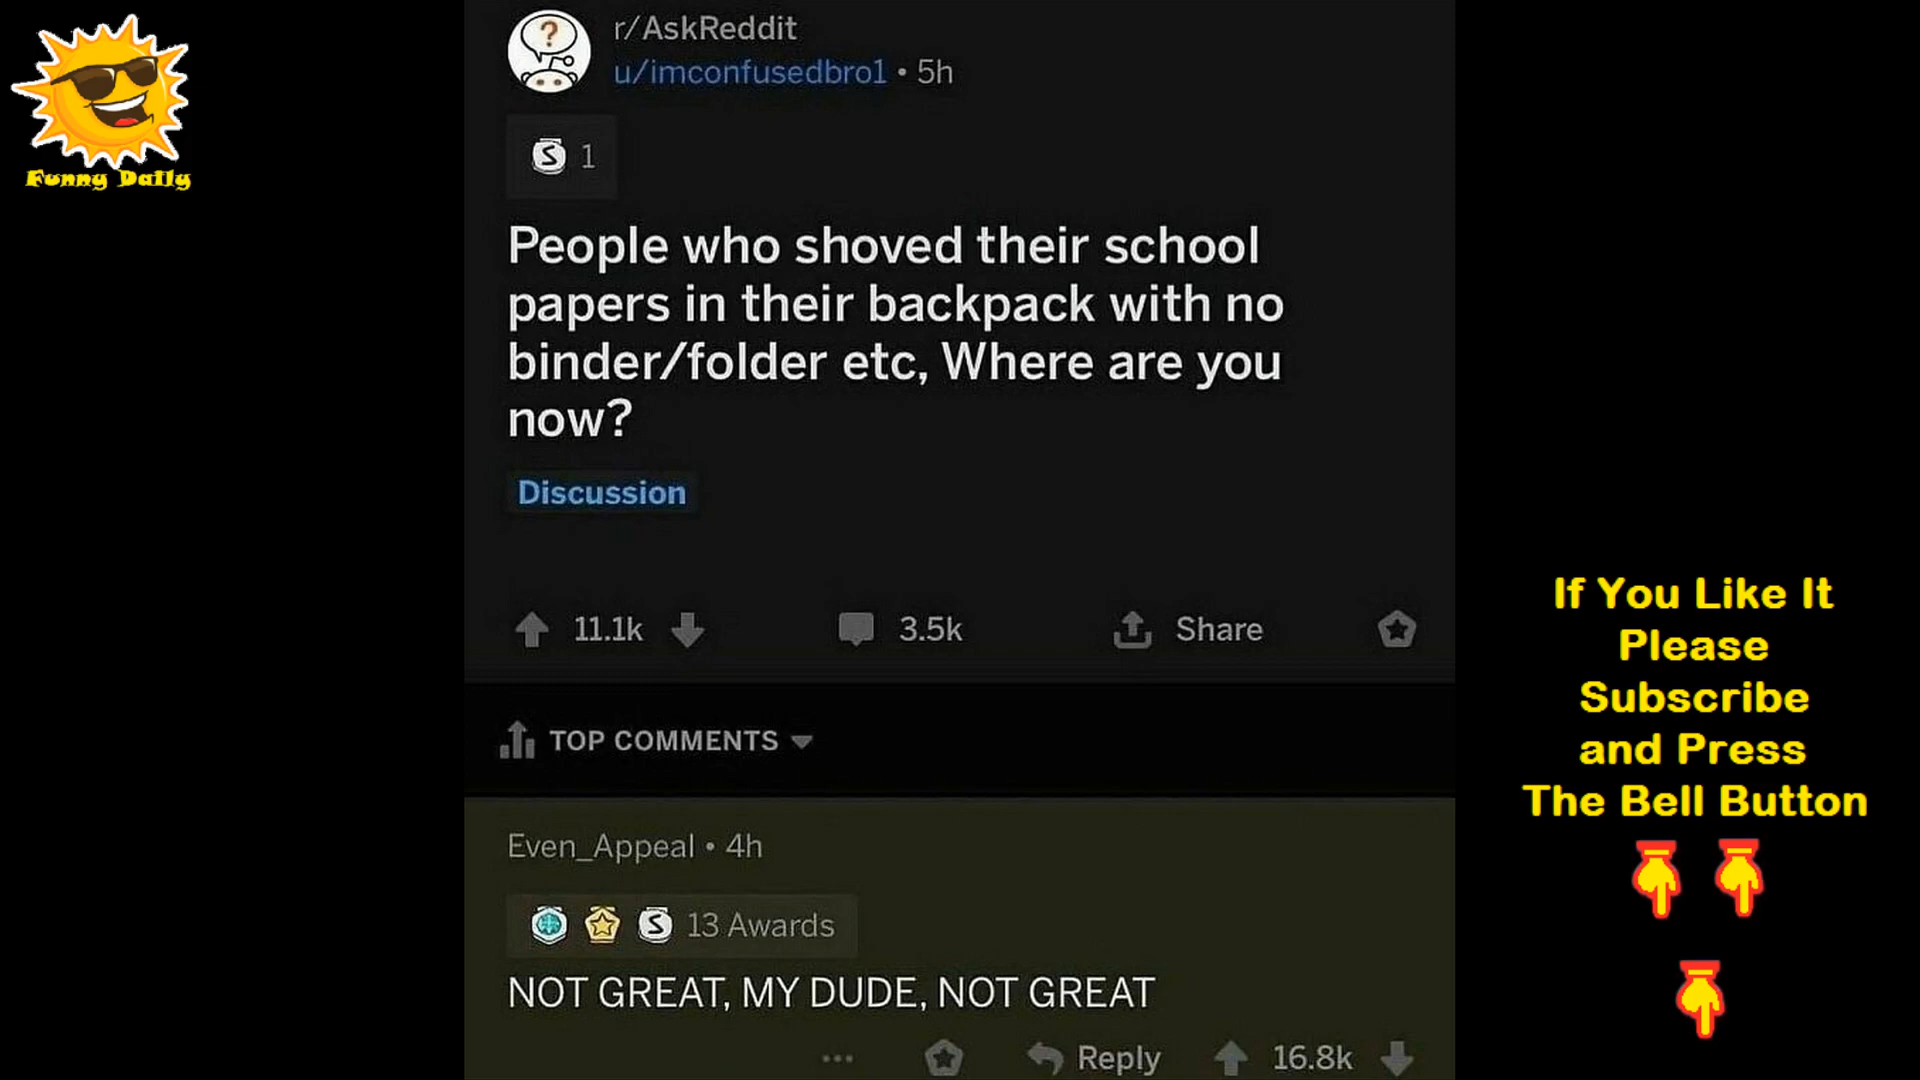 Funny Daily
r/AskReddit
u/imconfusedbro1 • 5h
S 1
People who shoved their school
papers in their backpack with no
binder/folder etc, Where are you
now?
Discussion
11.1k
3.5k
Share
TOP COMMENTS
Even_Appeal • 4h
S 13 Awards
NOT GREAT, MY DUDE, NOT GREAT
Reply
16.8k
If You Like It
Please
Subscribe
and Press
The Bell Button